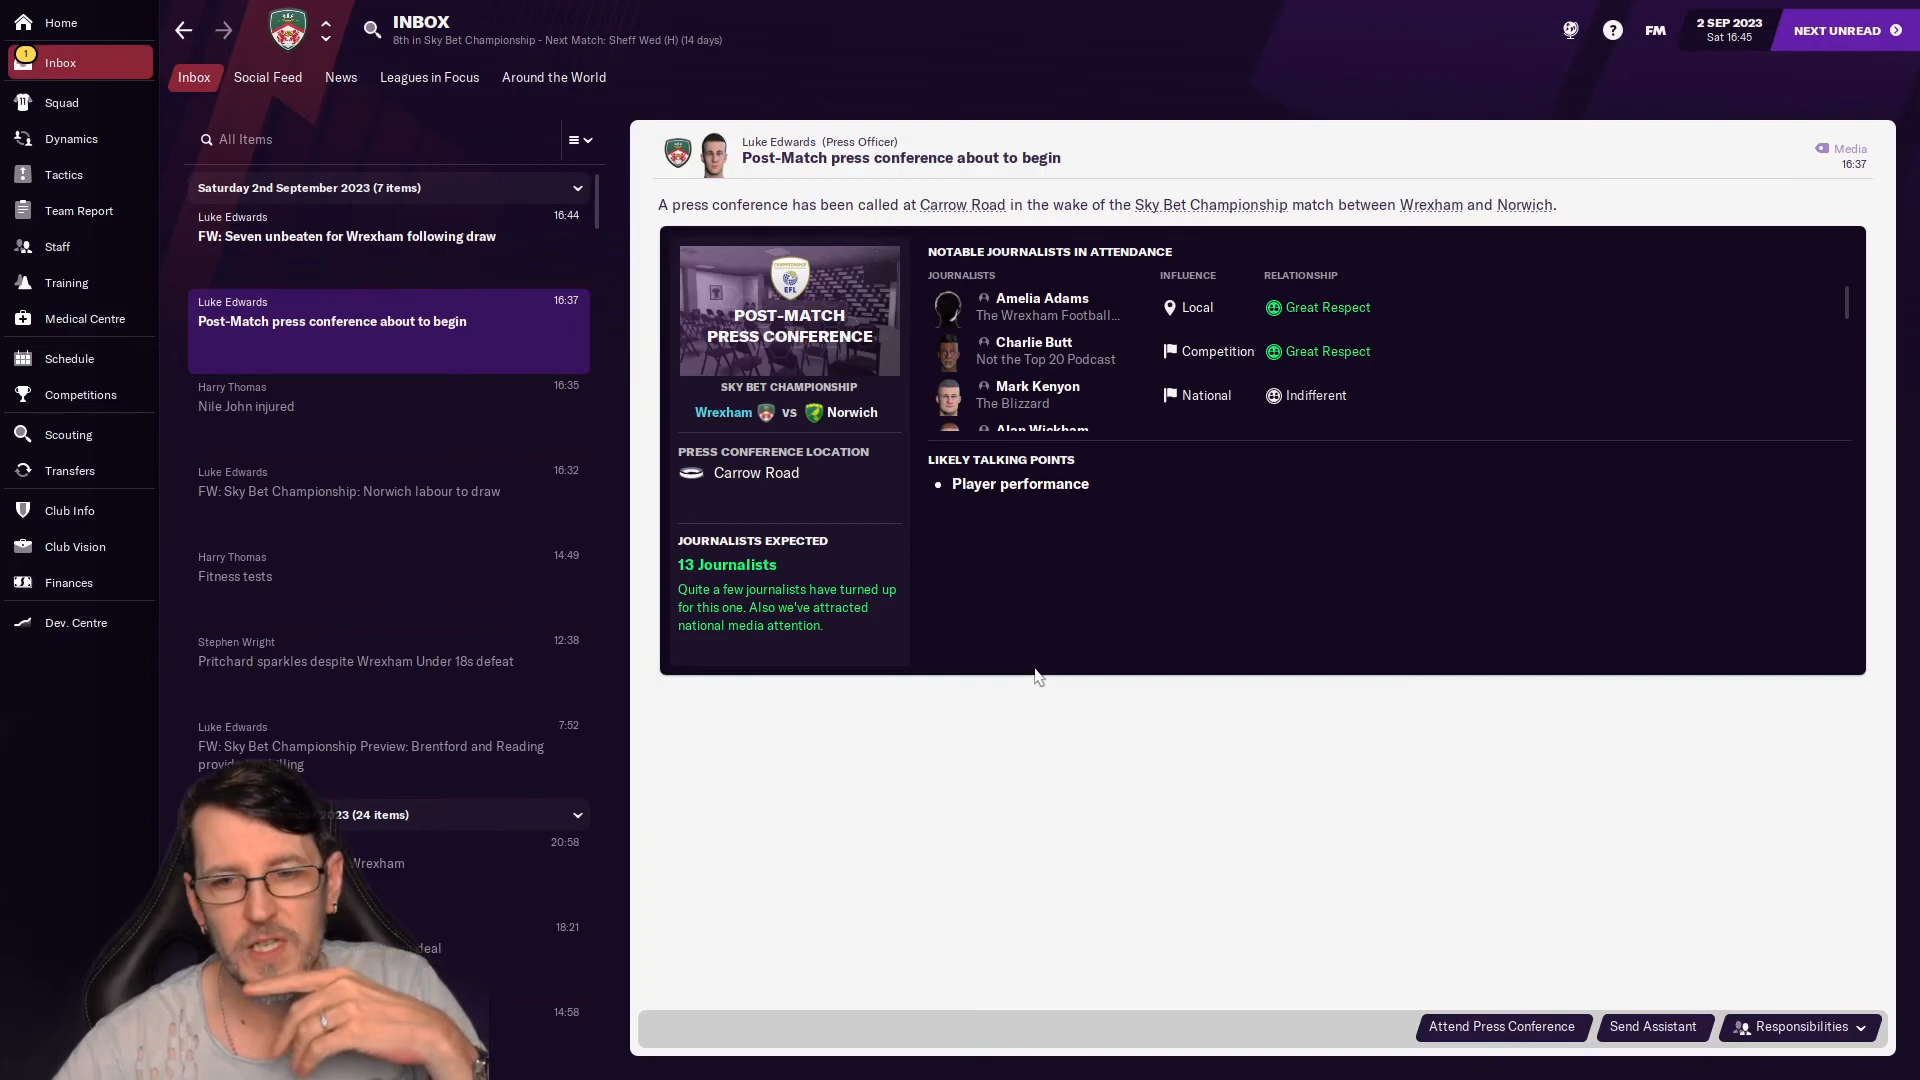 Home
1
Inbox
Squad
Dynamics
Tactics
Team Report
Staff
Training
Medical Centre
Schedule
Competitions
Scouting
Transfers
Club Info
Club Vision
Finances
Dev. Centre
INBOX
8th in Sky Bet Championship - Next Match: Sheff Wed (H) (14 days)
FM
2 SEP 2023
Sat 16:45
NEXT UNREAD
Inbox
Social Feed
News
Leagues in Focus
Around the World
All Items
Saturday 2nd September 2023 (7 items)
Luke Edwards 16:44
FW: Seven unbeaten for Wrexham following draw
Luke Edwards 16:37
Post-Match press conference about to begin
Harry Thomas 16:35
Nile John injured
Luke Edwards 16:32
FW: Sky Bet Championship: Norwich labour to draw
Harry Thomas 14:49
Fitness tests
Stephen Wright 12:38
Pritchard sparkles despite Wrexham Under 18s defeat
Luke Edwards 7:52
FW: Sky Bet Championship Preview: Brentford and Reading
(24 items)
20:58
Wrexham
18:21
deal
14:58
Luke Edwards (Press Officer)
Post-Match press conference about to begin
Media
16:37
A press conference has been called at Carrow Road in the wake of the Sky Bet Championship match between Wrexham and Norwich.
CHAMPIONSHIP
EFL
POST-MATCH
PRESS CONFERENCE
SKY BET CHAMPIONSHIP
Wrexham vs Norwich
PRESS CONFERENCE LOCATION
Carrow Road
JOURNALISTS EXPECTED
13 Journalists
Quite a few journalists have turned up
for this one. Also we've attracted
national media attention.
NOTABLE JOURNALISTS IN ATTENDANCE
JOURNALISTS INFLUENCE RELATIONSHIP
Amelia Adams
The Wrexham Football...
Local
Great Respect
Charlie Butt
Not the Top 20 Podcast
Competition
Great Respect
Mark Kenyon
The Blizzard
National
Indifferent
Alan Wickham
LIKELY TALKING POINTS
• Player performance
Attend Press Conference
Send Assistant
Responsibilities